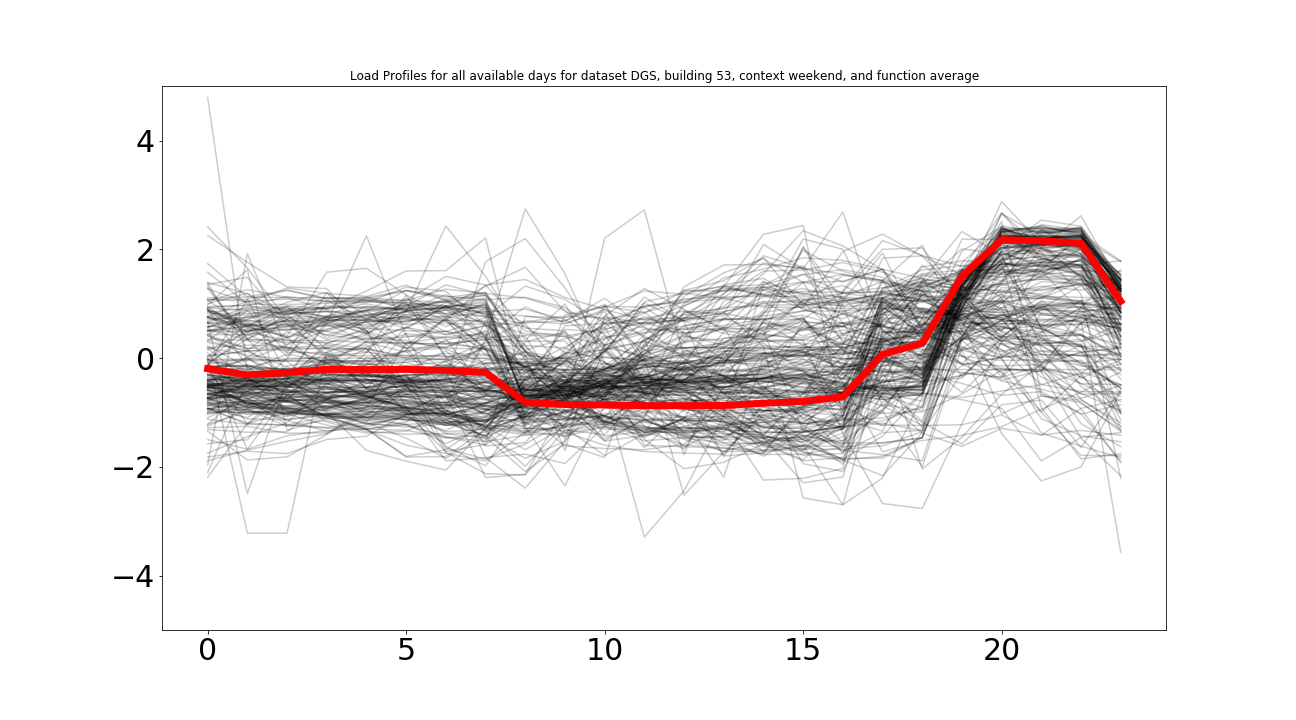 Load Profiles for all available days for dataset DGS, building 53, context weekend, and function average
4
2
0
−2
−4
0 5 10 15 20